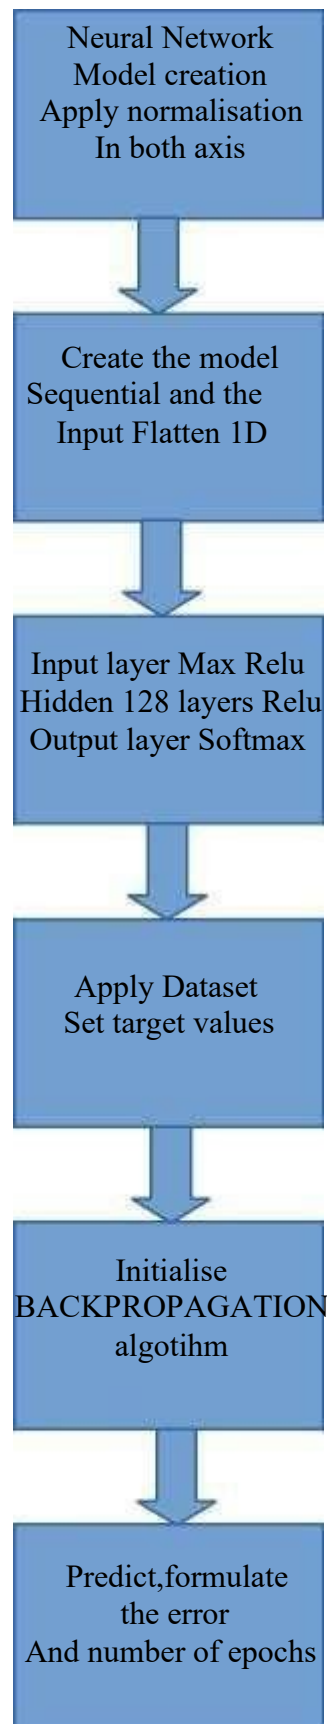 Neural Network
Model creation
Apply normalisation
In both axis
Create the model
Sequential and the
Input Flatten 1D
Input layer Max Relu
Hidden 128 layers Relu
Output layer Softmax
Apply Dataset
Set target values
Initialise
BACKPROPAGATION
algotihm
Predict,formulate
the error
And number of epochs